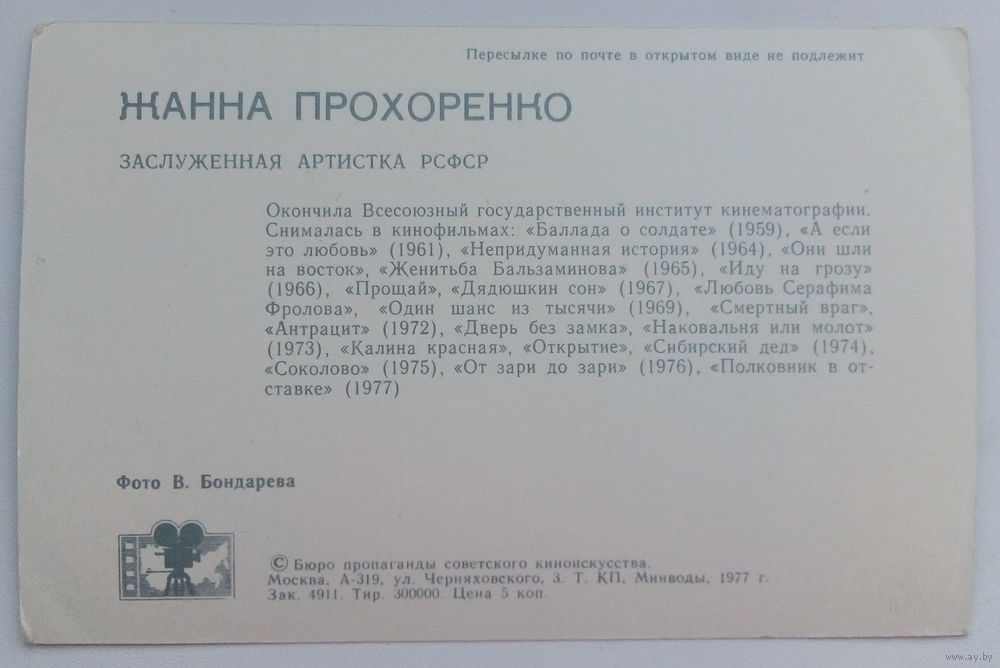 Пересылке по почте в открытом виде не подлежит
ЖАННА ПРОХОРЕНКО
ЗАСЛУЖЕННАЯ АРТИСТКА РСФСР
Окончила Всесоюзный государственный институт кинематографии.
Снималась в кинофильмах: «Баллада о солдате» (1959), «А если
это любовь» (1961), «Непридуманная история» (1964), «Они шли
на восток», «Женитьба Бальзаминова» (1965), «Иду на грозу»
(1966), «Прощай», «Дядюшкин сон» (1967), «Любовь Серафима
Фролова», «Один шанс из тысячи» (1969), «Смертный враг»,
«Антрацит» (1972), «Дверь без замка», «Наковальня или молот»
(1973), «Калина красная», «Открытие», «Сибирский дед» (1974),
«Соколово» (1975), «От зари до зари» (1976), «Полковник в от-
ставке» (1977)
Фото В. Бондарева
© Бюро пропаганды советского киноискусства.
Москва, А-319, ул. Черняховского, 3. Т. КП, Минводы, 1977 г.
Зак. 4911. Тир. 300000. Цена 5 коп.
www.ay.by